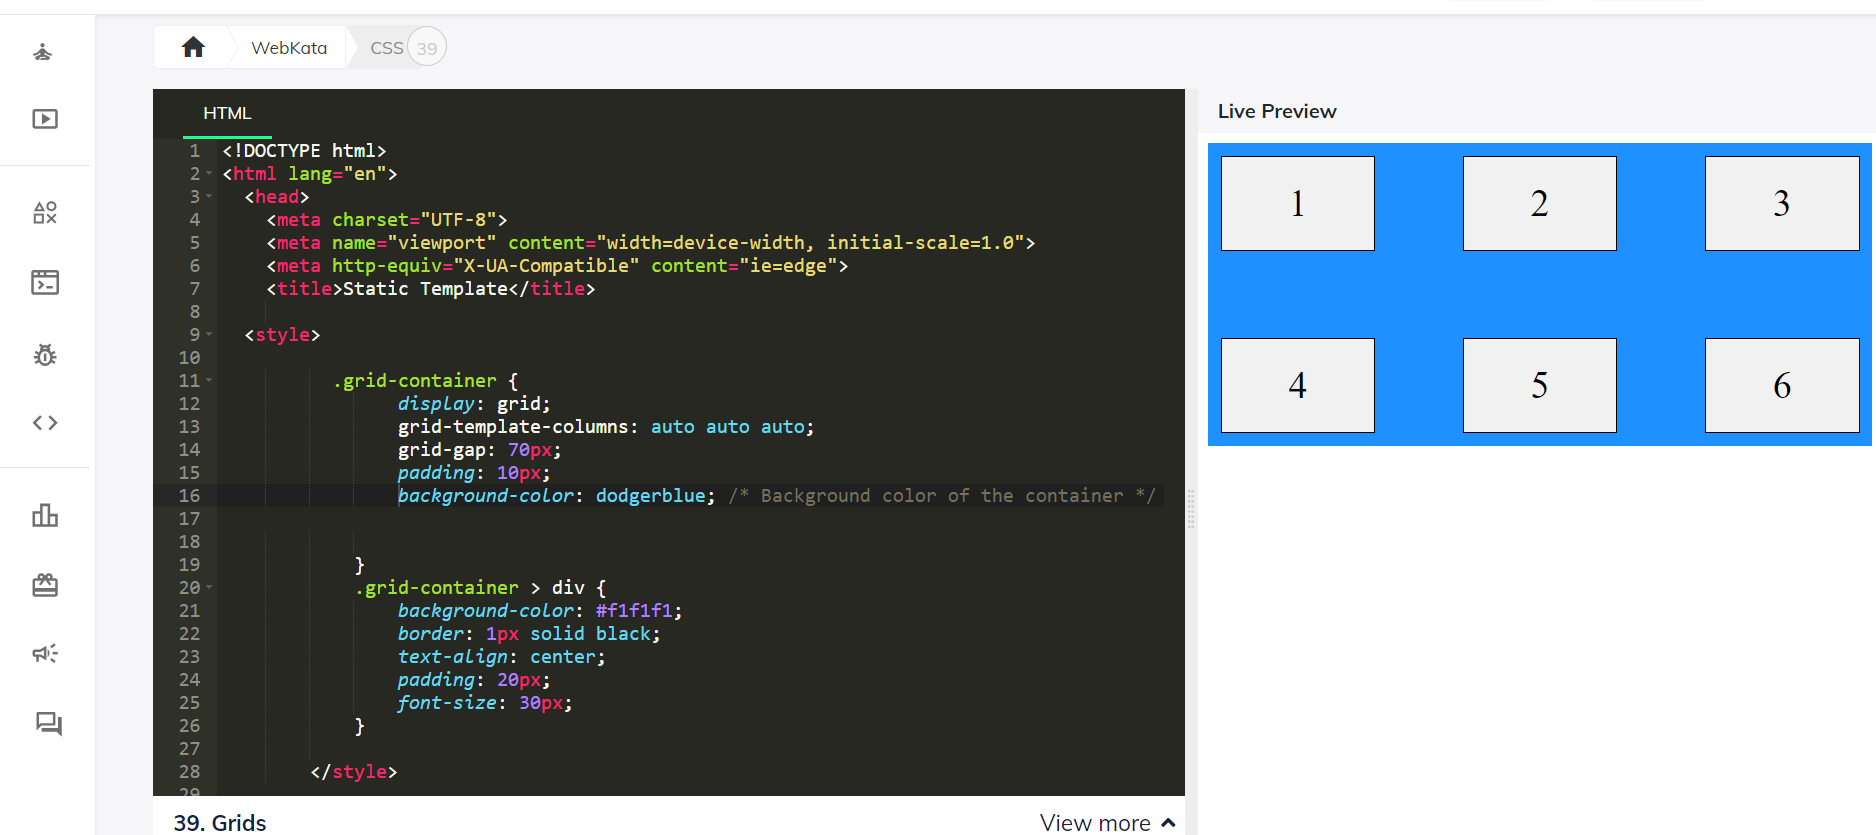 WebKata
CSS 39
HTML
1 <!DOCTYPE html>
2 <html lang="en">
3 <head>
4 <meta charset="UTF-8">
5 <meta name="viewport" content="width=device-width, initial-scale=1.0">
6 <meta http-equiv="X-UA-Compatible" content="ie=edge">
7 <title>Static Template</title>
8
9 <style>
10
11 .grid-container {
12 display: grid;
13 grid-template-columns: auto auto auto;
14 grid-gap: 70px;
15 padding: 10px;
16 background-color: dodgerblue; /* Background color of the container */
17
18
19 }
20 .grid-container > div {
21 background-color: #f1f1f1;
22 border: 1px solid black;
23 text-align: center;
24 padding: 20px;
25 font-size: 30px;
26 }
27
28 </style>
29
39. Grids
View more
Live Preview
1 2 3
4 5 6